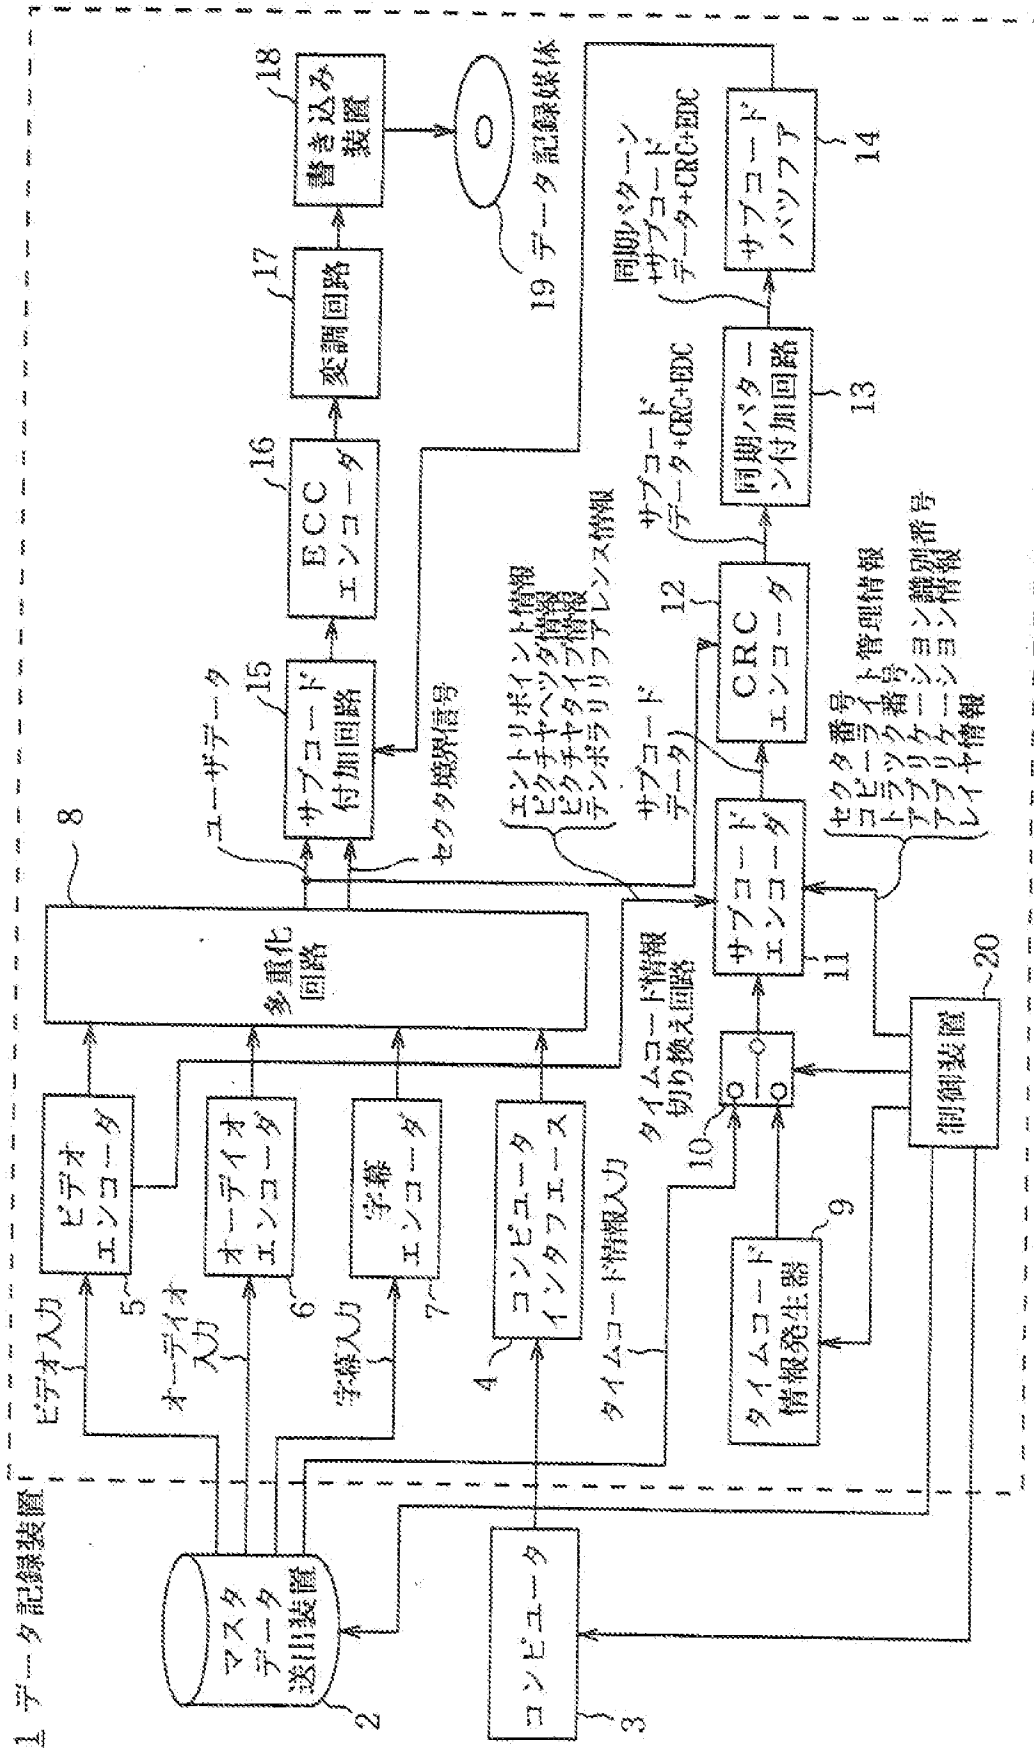 1 データ記録装置
マスタ
データ
送出装置
2
コンピュータ
3
ビデオ入力
オーディオ
入力
字幕入力
タイムコード情報入力
ビデオ
エンコーダ
5
オーディオ
エンコーダ
6
字幕
エンコーダ
7
コンピュータ
インタフェース
4
タイムコード
情報発生器
9
タイムコード情報
切り換え回路
10
制御装置
20
多重化
回路
8
ユーザデータ
セクタ境界信号
サブコード
付加回路
15
ECC
エンコーダ
16
変調回路
17
書き込み
装置
18
19 データ記録媒体
エントリポイント情報
ピクチャヘッダ情報
ピクチャタイプ情報
テンポラリリファレンス情報
サブコード
エンコーダ
11
セクタ番号
コピーライト管理情報
トラック番号
アプリケーション識別番号
アプリケーション情報
レイヤ情報
サブコード
データ
CRC
エンコーダ
12
サブコード
データ+CRC+EDC
同期パター
ン付加回路
13
同期パターン
+サブコード
データ+CRC+EDC
サブコード
バッファ
14